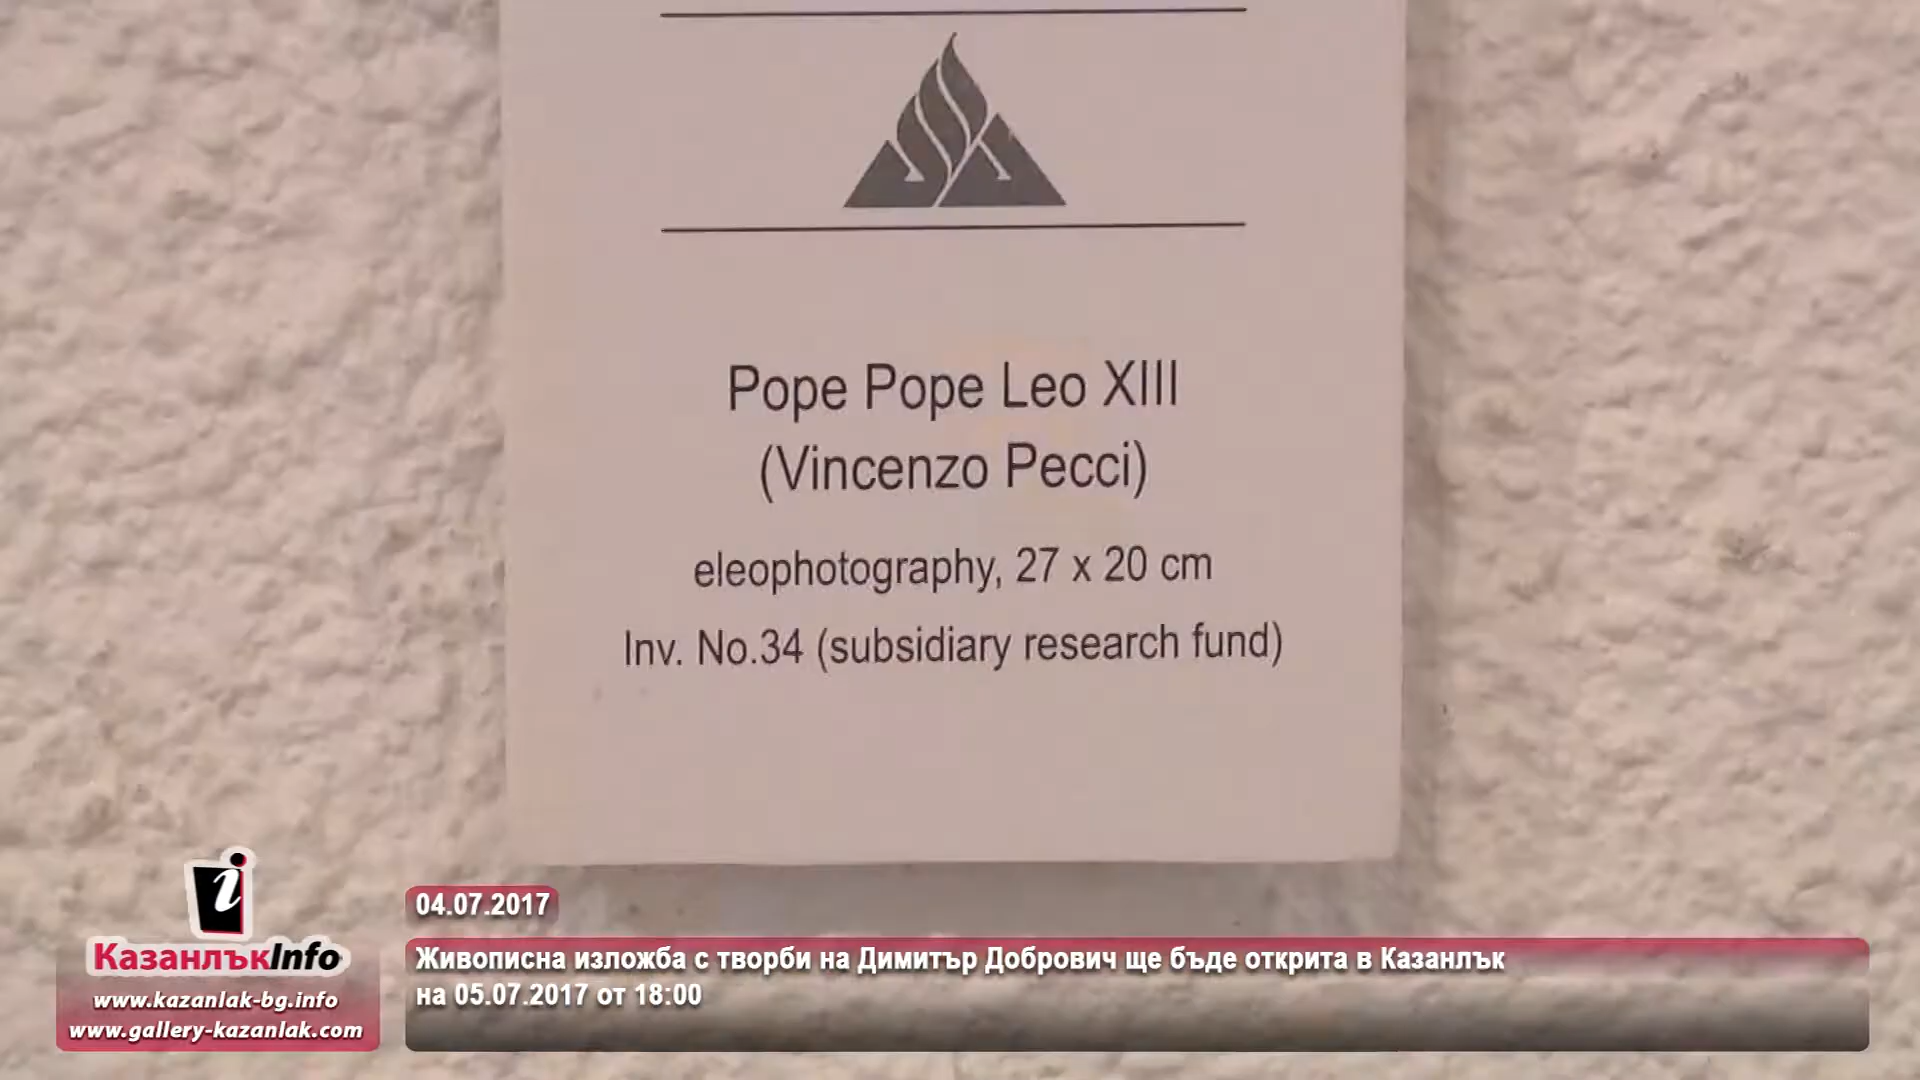 Pope Pope Leo XIII
(Vincenzo Pecci)
eleophotography, 27 x 20 cm
Inv. No.34 (subsidiary research fund)
i
КазанлъкInfo
www.kazanlak-bg.info
www.gallery-kazanlak.com
04.07.2017
Живописна изложба с творби на Димитър Добрович ще бъде открита в Казанлък
на 05.07.2017 от 18:00